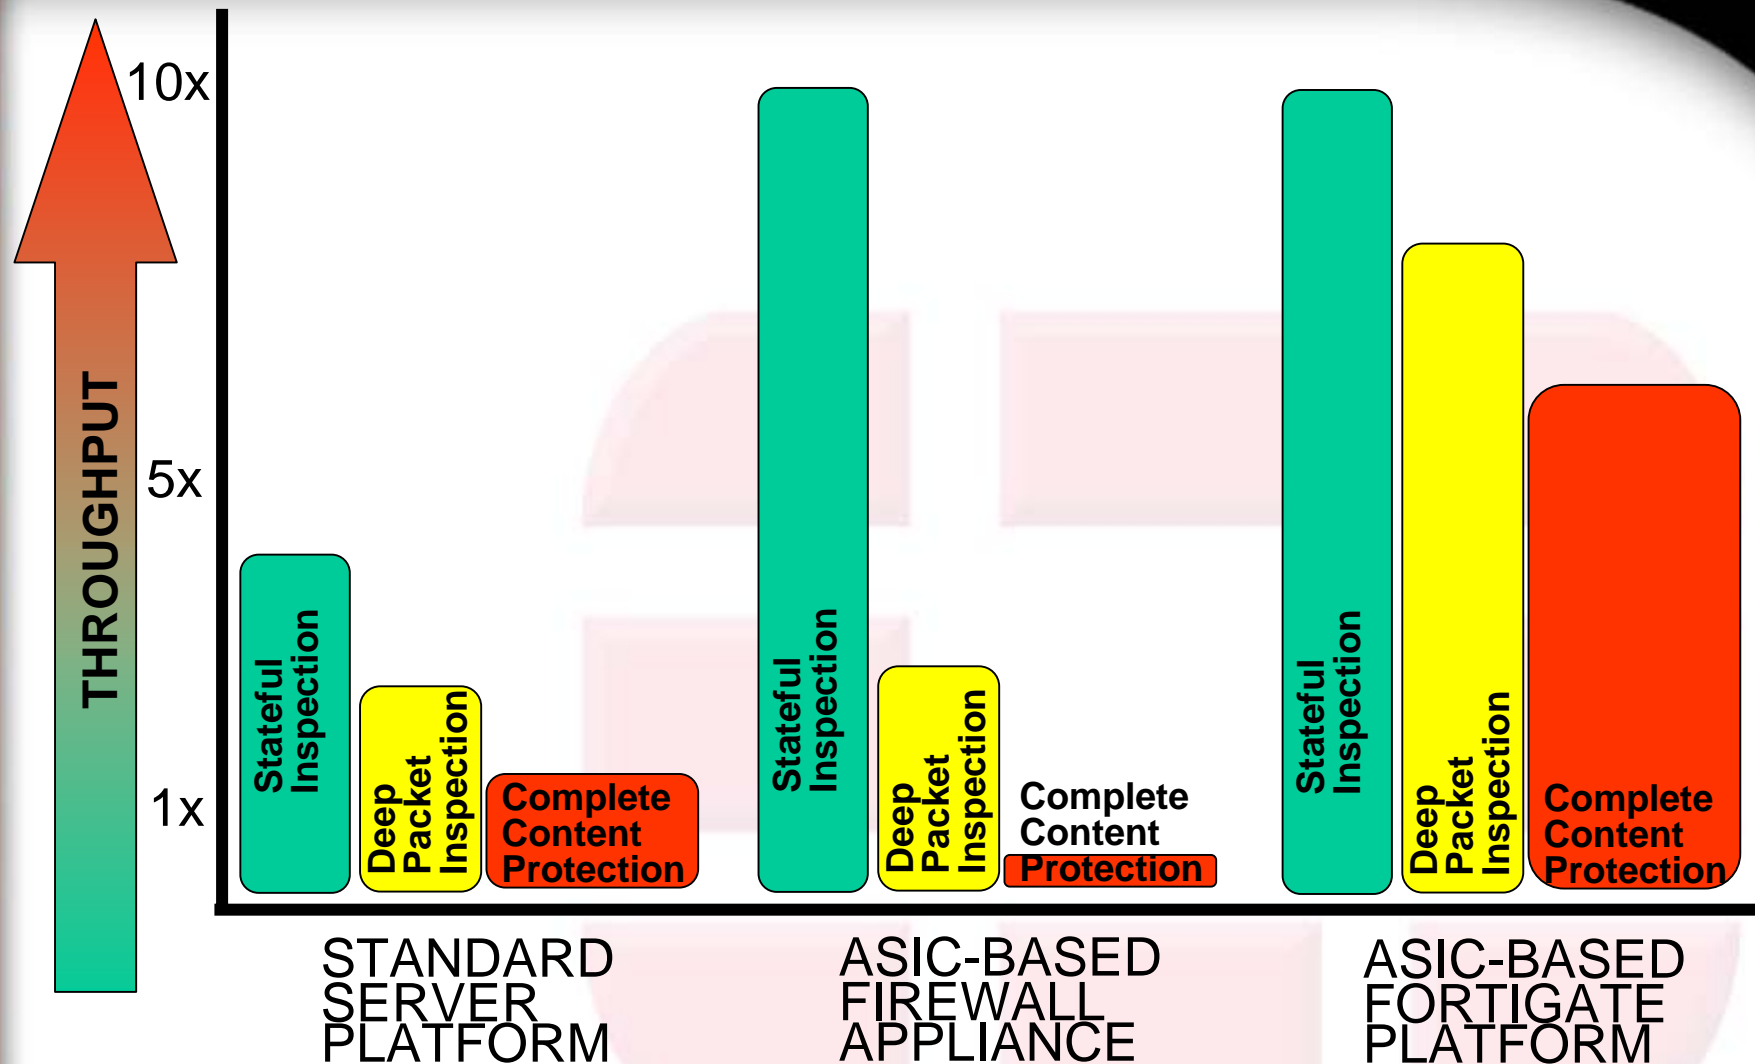 10x
5x
1x
THROUGHPUT
Stateful
Inspection
Deep
Packet
Inspection
Complete
Content
Protection
Stateful
Inspection
Deep
Packet
Inspection
Complete
Content
Protection
Stateful
Inspection
Deep
Packet
Inspection
Complete
Content
Protection
STANDARD
SERVER
PLATFORM
ASIC-BASED
FIREWALL
APPLIANCE
ASIC-BASED
FORTIGATE
PLATFORM